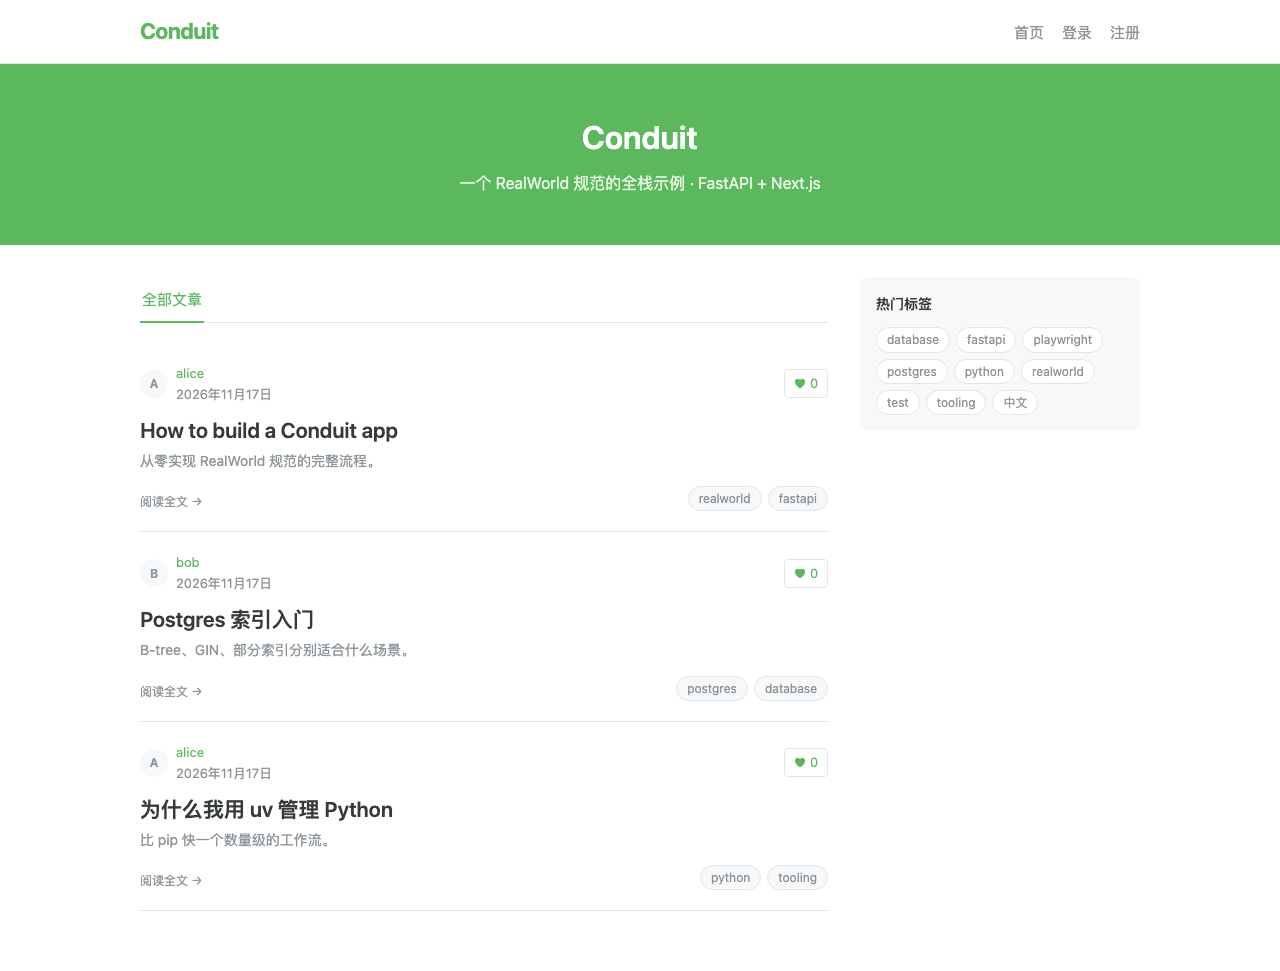 Conduit
首页 登录 注册
Conduit
一个 RealWorld 规范的全栈示例 · FastAPI + Next.js
全部文章
A
alice
2026年11月17日
0
How to build a Conduit app
从零实现 RealWorld 规范的完整流程。
阅读全文 →
realworld fastapi
B
bob
2026年11月17日
0
Postgres 索引入门
B-tree、GIN、部分索引分别适合什么场景。
阅读全文 →
postgres database
A
alice
2026年11月17日
0
为什么我用 uv 管理 Python
比 pip 快一个数量级的工作流。
阅读全文 →
python tooling
热门标签
database fastapi playwright
postgres python realworld
test tooling 中文